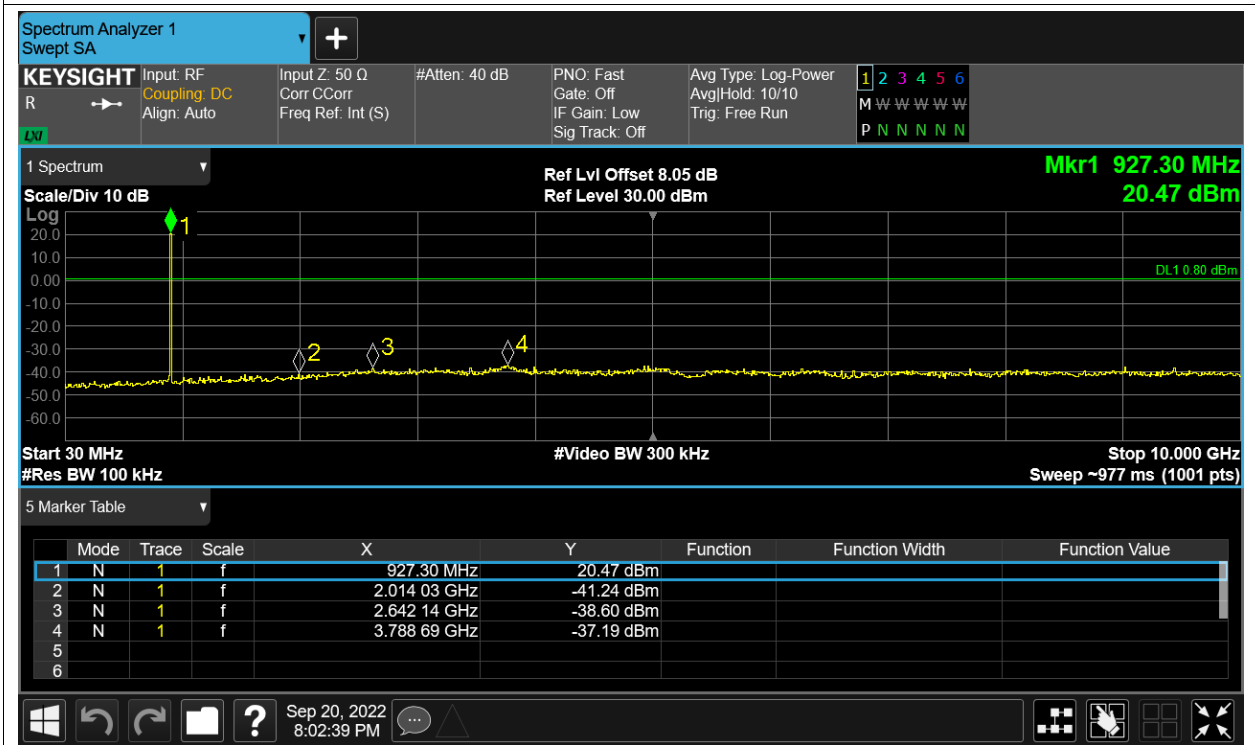 Spectrum Analyzer 1
Swept SA
+
KEYSIGHT Input: RF Input Z: 50 Ω #Atten: 40 dB PNO: Fast Avg Type: Log-Power 1 2 3 4 5 6
R Coupling: DC Corr CCorr Gate: Off Avg|Hold: 10/10 M W W W W W
Align: Auto Freq Ref: Int (S) IF Gain: Low Trig: Free Run
LXI Sig Track: Off P N N N N N
1 Spectrum Ref Lvl Offset 8.05 dB Mkr1 927.30 MHz
Scale/Div 10 dB Ref Level 30.00 dBm 20.47 dBm
Log
1
20.0
10.0
DL1 0.80 dBm
0.00
-10.0
-20.0
-30.0
2 3 4
-40.0
-50.0
-60.0
Start 30 MHz #Video BW 300 kHz Stop 10.000 GHz
#Res BW 100 kHz Sweep ~977 ms (1001 pts)
5 Marker Table
Mode Trace Scale X Y Function Function Width Function Value
1 N 1 f 927.30 MHz 20.47 dBm
2 N 1 f 2.014 03 GHz -41.24 dBm
3 N 1 f 2.642 14 GHz -38.60 dBm
4 N 1 f 3.788 69 GHz -37.19 dBm
5
6
? Sep 20, 2022
8:02:39 PM